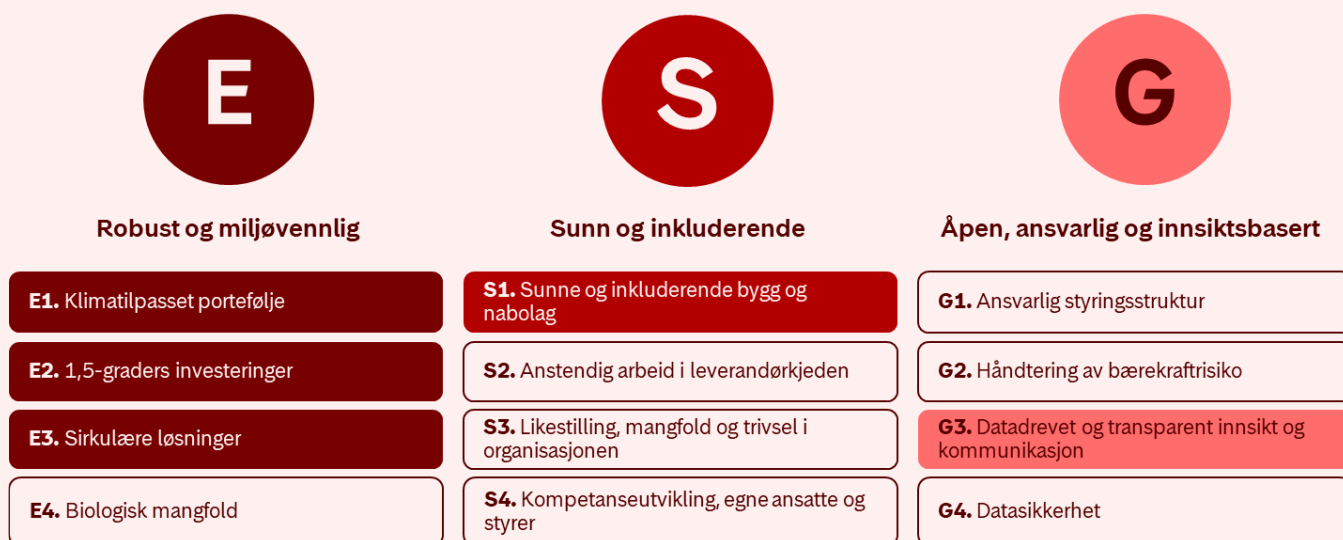 E
Robust og miljøvennlig
E1. Klimatilpasset portefølje
E2. 1,5-graders investeringer
E3. Sirkulære løsninger
E4. Biologisk mangfold
S
Sunn og inkluderende
S1. Sunne og inkluderende bygg og
nabolag
S2. Anstendig arbeid i leverandørkjeden
S3. Likestilling, mangfold og trivsel i
organisasjonen
S4. Kompetanseutvikling, egne ansatte og
styrer
G
Åpen, ansvarlig og innsiktsbasert
G1. Ansvarlig styringsstruktur
G2. Håndtering av bærekraftrisiko
G3. Datadrevet og transparent innsikt og
kommunikasjon
G4. Datasikkerhet